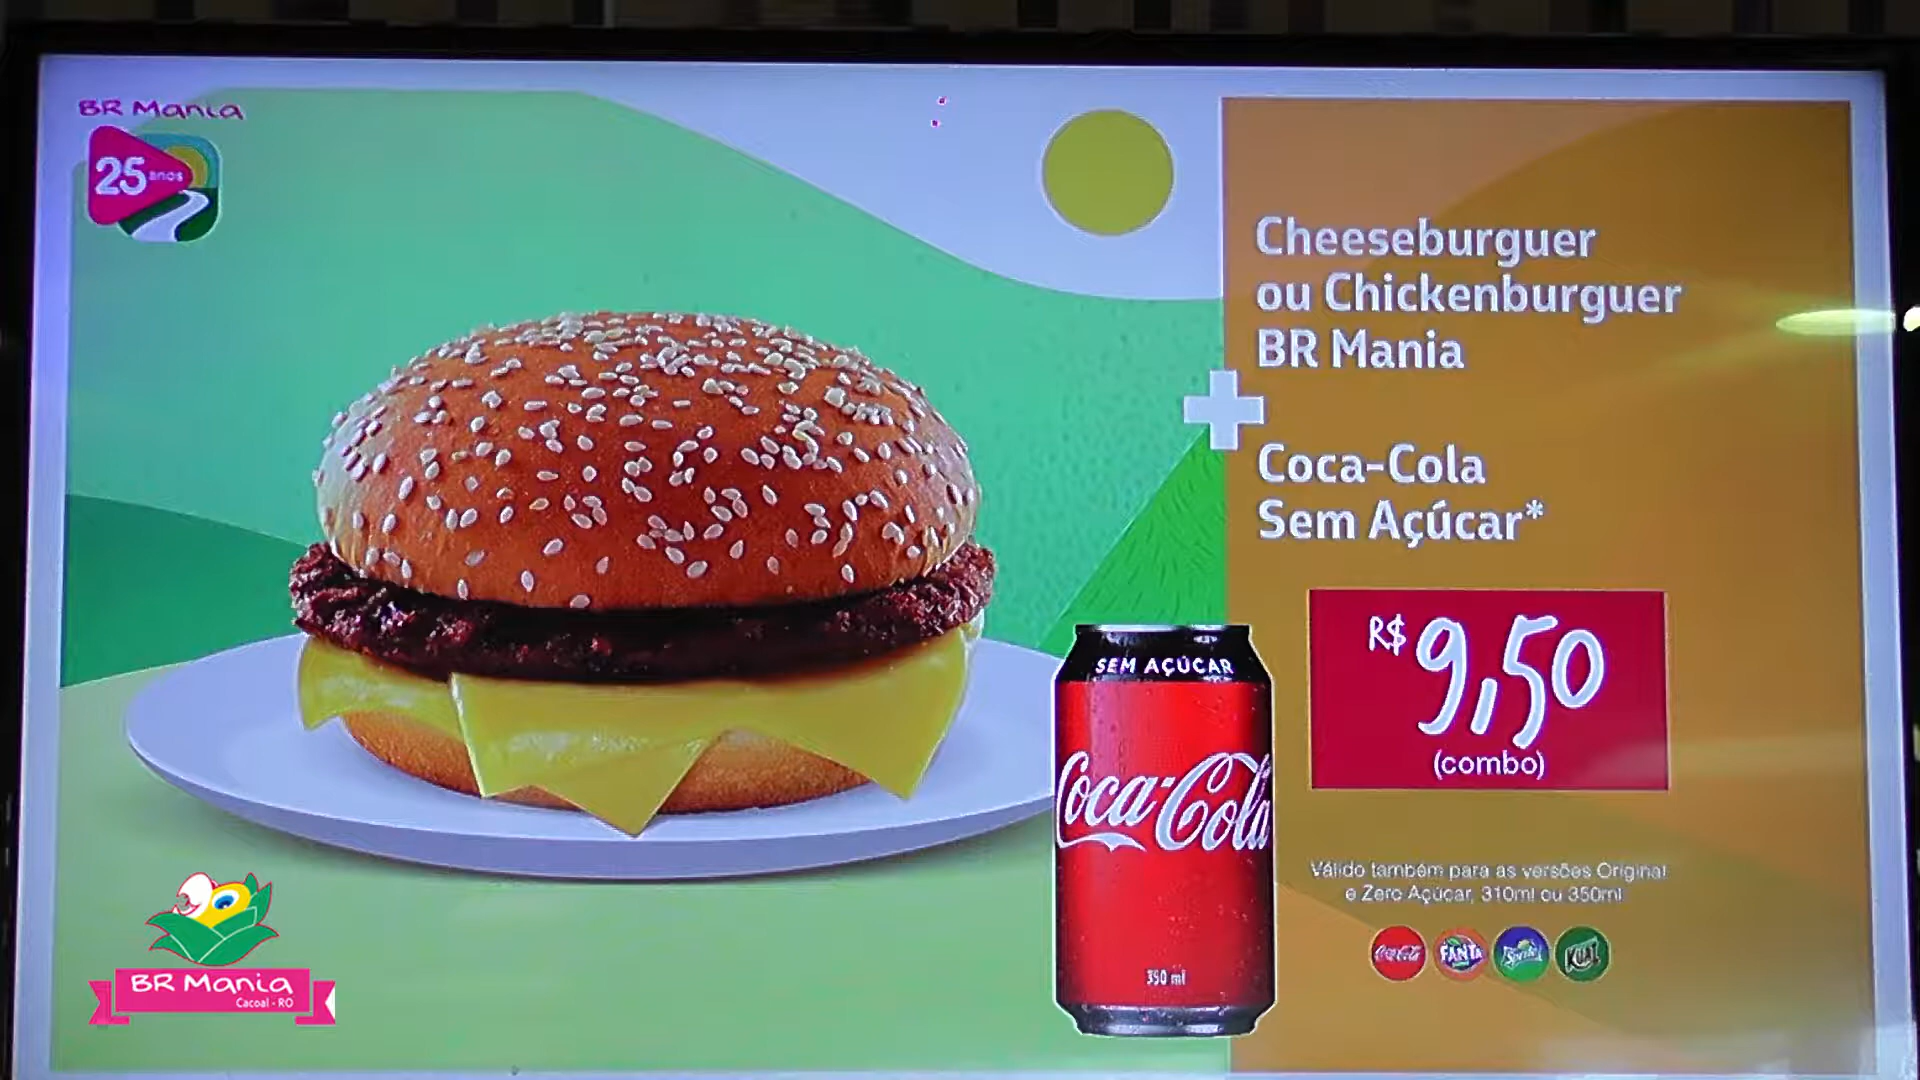 BR Mania
25 anos
Cheeseburguer
ou Chickenburguer
BR Mania
+
Coca-Cola
Sem Açúcar*
R$ 9,50
(combo)
SEM AÇÚCAR
Coca-Cola
350 ml
Válido também para as versões Original
e Zero Açúcar, 310ml ou 350ml
Coca-Cola
FANTA
Sprite
KUAT
BR Mania
Cacoal - RO